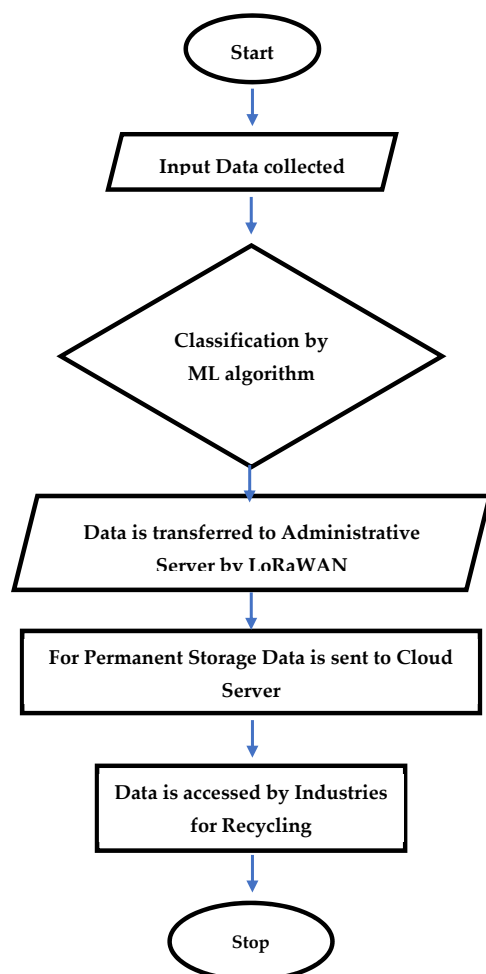 Start
Input Data collected
Classification by
ML algorithm
Data is transferred to Administrative
Server by LoRaWAN
For Permanent Storage Data is sent to Cloud
Server
Data is accessed by Industries
for Recycling
Stop